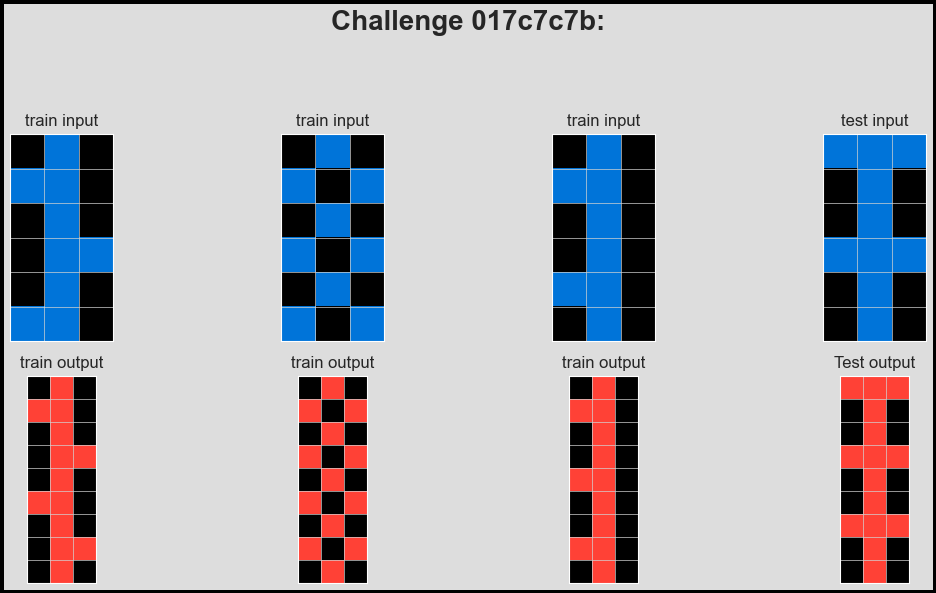 Challenge 017c7c7b:
train input
train input
train input
test input
train output
train output
train output
Test output